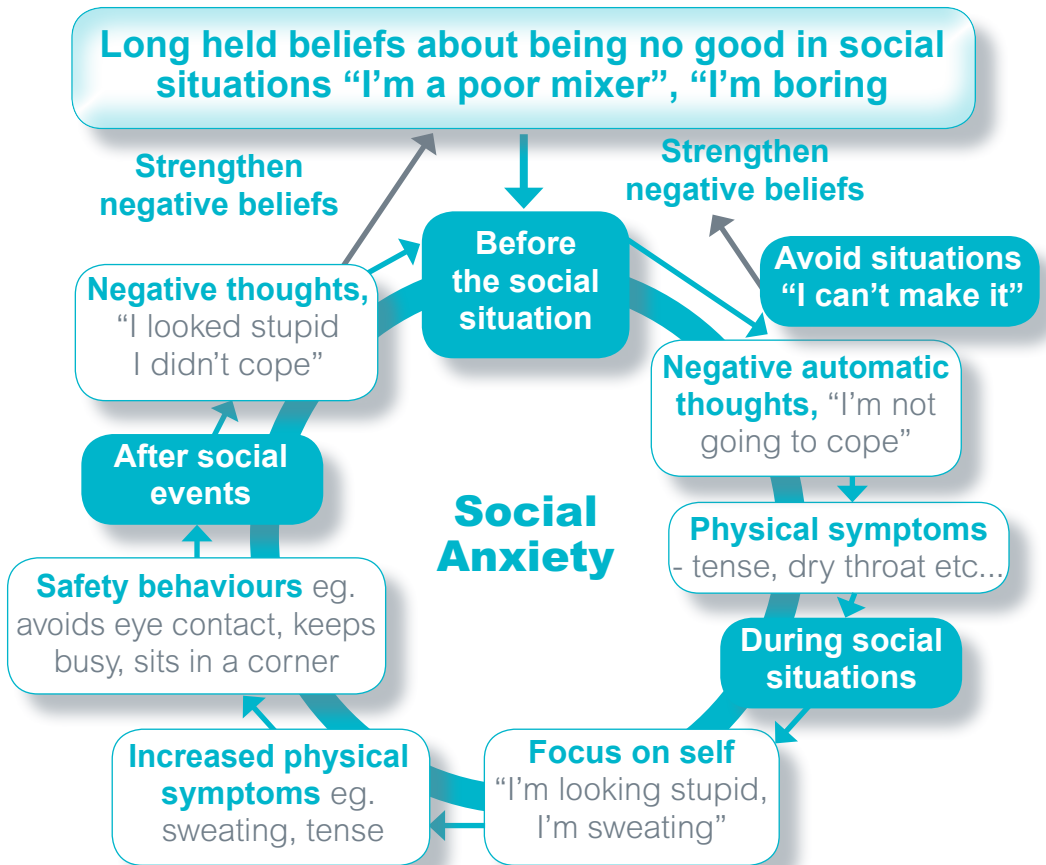 Long held beliefs about being no good in social
situations “I’m a poor mixer”, “I’m boring
Strengthen
negative beliefs
Strengthen
negative beliefs
Before
the social
situation
Avoid situations
“I can’t make it”
Negative automatic
thoughts, “I’m not
going to cope”
Physical symptoms
- tense, dry throat etc...
During social
situations
Focus on self
“I’m looking stupid,
I’m sweating”
Increased physical
symptoms eg.
sweating, tense
Safety behaviours eg.
avoids eye contact, keeps
busy, sits in a corner
After social
events
Negative thoughts,
“I looked stupid
I didn’t cope”
Social
Anxiety